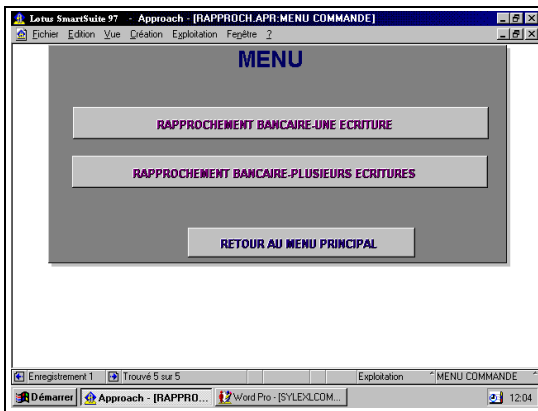 Lotus SmartSuite 97 - Approach - [RAPPROCH.APR:MENU COMMANDE]
Fichier Edition Vue Création Exploitation Fenêtre ?
MENU
RAPPROCHEMENT BANCAIRE-UNE ECRITURE
RAPPROCHEMENT BANCAIRE-PLUSIEURS ECRITURES
RETOUR AU MENU PRINCIPAL
Enregistrement 1 Trouvé 5 sur 5 Exploitation MENU COMMANDE
Démarrer Approach - [RAPPRO... Word Pro - [SYLEXLCOM... 12:04